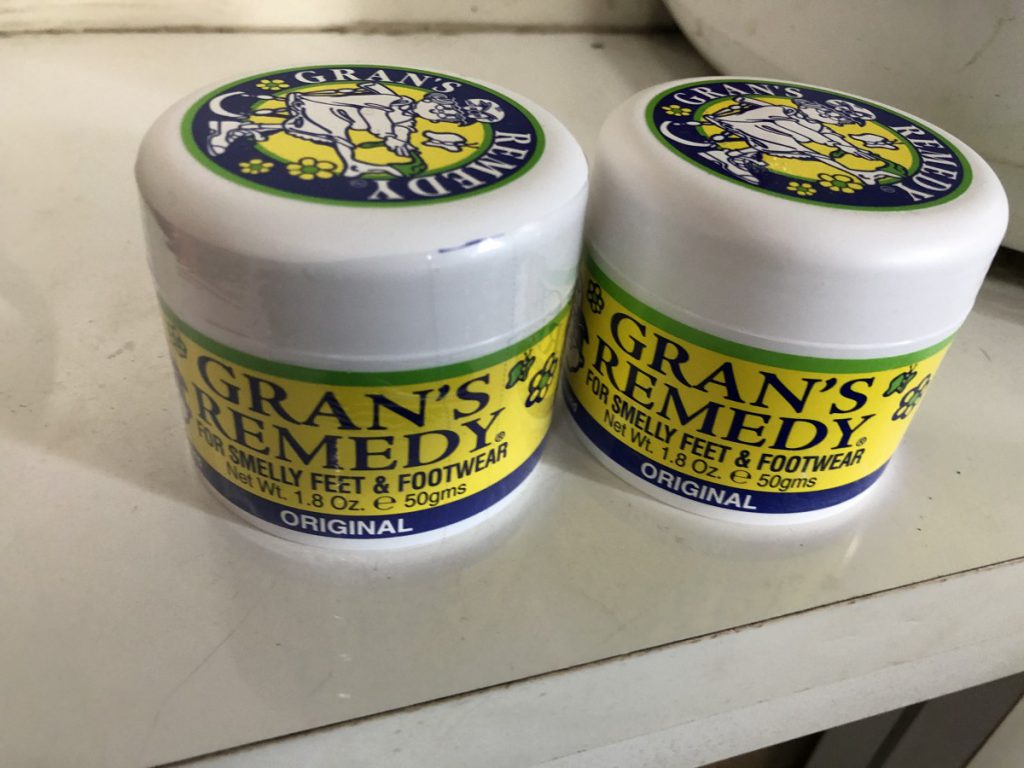 GRAN'S REMEDY
GRAN'S
REMEDY®
FOR SMELLY FEET & FOOTWEAR
Net Wt. 1.8 Oz. ℮ 50gms
ORIGINAL
GRAN'S REMEDY
GRAN'S
REMEDY®
FOR SMELLY FEET & FOOTWEAR
Net Wt. 1.8 Oz. ℮ 50gms
ORIGINAL